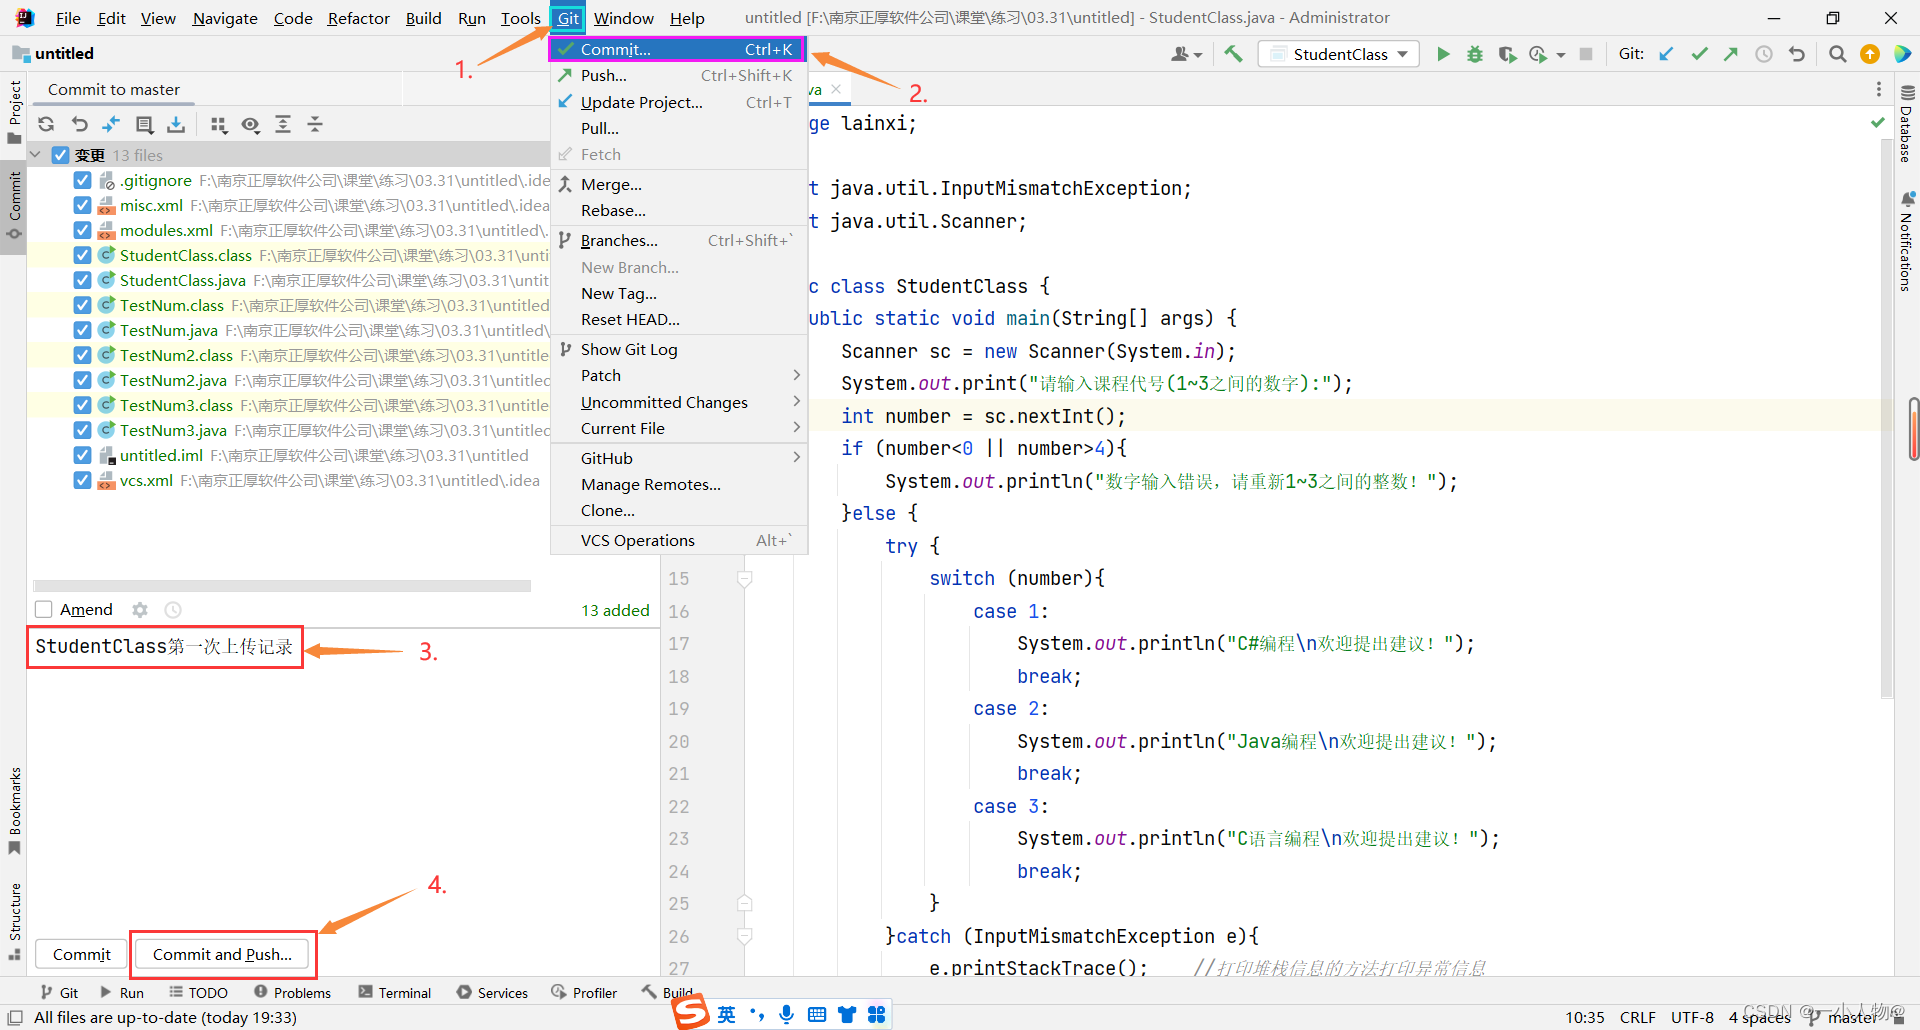 File Edit View Navigate Code Refactor Build Run Tools Git Window Help untitled [F:\南京正厚软件公司\课堂\练习\03.31\untitled] - StudentClass.java - Administrator
untitled
StudentClass Git:
1.
2.
Commit to master
Project
Commit
Bookmarks
Structure
Database
Notifications
变更 13 files
.gitignore F:\南京正厚软件公司\课堂\练习\03.31\untitled\.ide
misc.xml F:\南京正厚软件公司\课堂\练习\03.31\untitled\.idea
modules.xml F:\南京正厚软件公司\课堂\练习\03.31\untitled\.
StudentClass.class F:\南京正厚软件公司\课堂\练习\03.31\unti
StudentClass.java F:\南京正厚软件公司\课堂\练习\03.31\untit
TestNum.class F:\南京正厚软件公司\课堂\练习\03.31\untitled
TestNum.java F:\南京正厚软件公司\课堂\练习\03.31\untitled\
TestNum2.class F:\南京正厚软件公司\课堂\练习\03.31\untitle
TestNum2.java F:\南京正厚软件公司\课堂\练习\03.31\untitled
TestNum3.class F:\南京正厚软件公司\课堂\练习\03.31\untitle
TestNum3.java F:\南京正厚软件公司\课堂\练习\03.31\untitled
untitled.iml F:\南京正厚软件公司\课堂\练习\03.31\untitled
vcs.xml F:\南京正厚软件公司\课堂\练习\03.31\untitled\.idea
Amend 13 added
StudentClass第一次上传记录
3.
4.
Commit Commit and Push...
Commit... Ctrl+K
Push... Ctrl+Shift+K
Update Project... Ctrl+T
Pull...
Fetch
Merge...
Rebase...
Branches... Ctrl+Shift+`
New Branch...
New Tag...
Reset HEAD...
Show Git Log
Patch
Uncommitted Changes
Current File
GitHub
Manage Remotes...
Clone...
VCS Operations Alt+`
va
ge lainxi;
t java.util.InputMismatchException;
t java.util.Scanner;
c class StudentClass {
ublic static void main(String[] args) {
Scanner sc = new Scanner(System.in);
System.out.print("请输入课程代号(1~3之间的数字):");
int number = sc.nextInt();
if (number<0 || number>4){
System.out.println("数字输入错误，请重新1~3之间的整数！");
}else {
try {
15 switch (number){
16 case 1:
17 System.out.println("C#编程\n欢迎提出建议！");
18 break;
19 case 2:
20 System.out.println("Java编程\n欢迎提出建议！");
21 break;
22 case 3:
23 System.out.println("C语言编程\n欢迎提出建议！");
24 break;
25 }
26 }catch (InputMismatchException e){
27 e.printStackTrace(); //打印堆栈信息的方法打印异常信息
Git Run TODO Problems Terminal Services Profiler Build
S 英
All files are up-to-date (today 19:33)
10:35 CRLF UTF-8 4 spaces master
CSDN @一小人物@